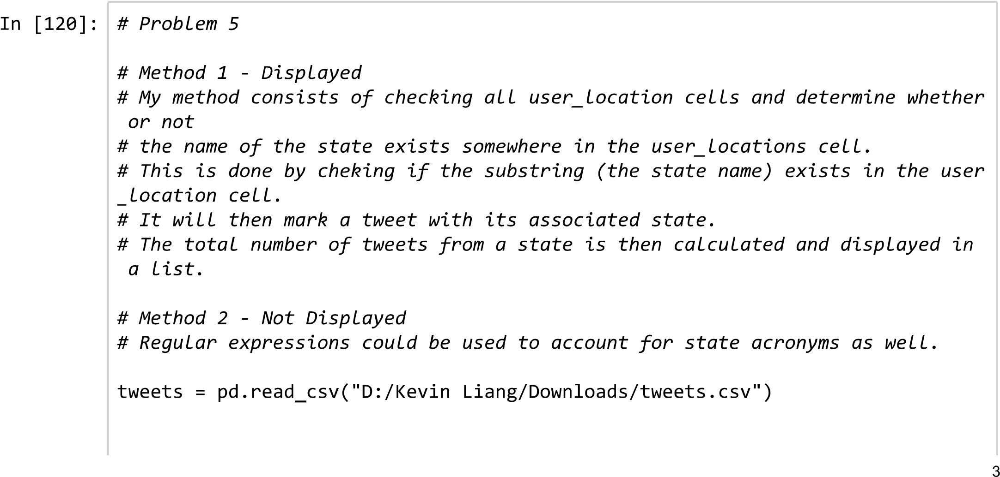 In [120]: # Problem 5
# Method 1 - Displayed
# My method consists of checking all user_location cells and determine whether
or not
# the name of the state exists somewhere in the user_locations cell.
# This is done by cheking if the substring (the state name) exists in the user
_location cell.
# It will then mark a tweet with its associated state.
# The total number of tweets from a state is then calculated and displayed in
a list.
# Method 2 - Not Displayed
# Regular expressions could be used to account for state acronyms as well.
tweets = pd.read_csv("D:/Kevin Liang/Downloads/tweets.csv")
3